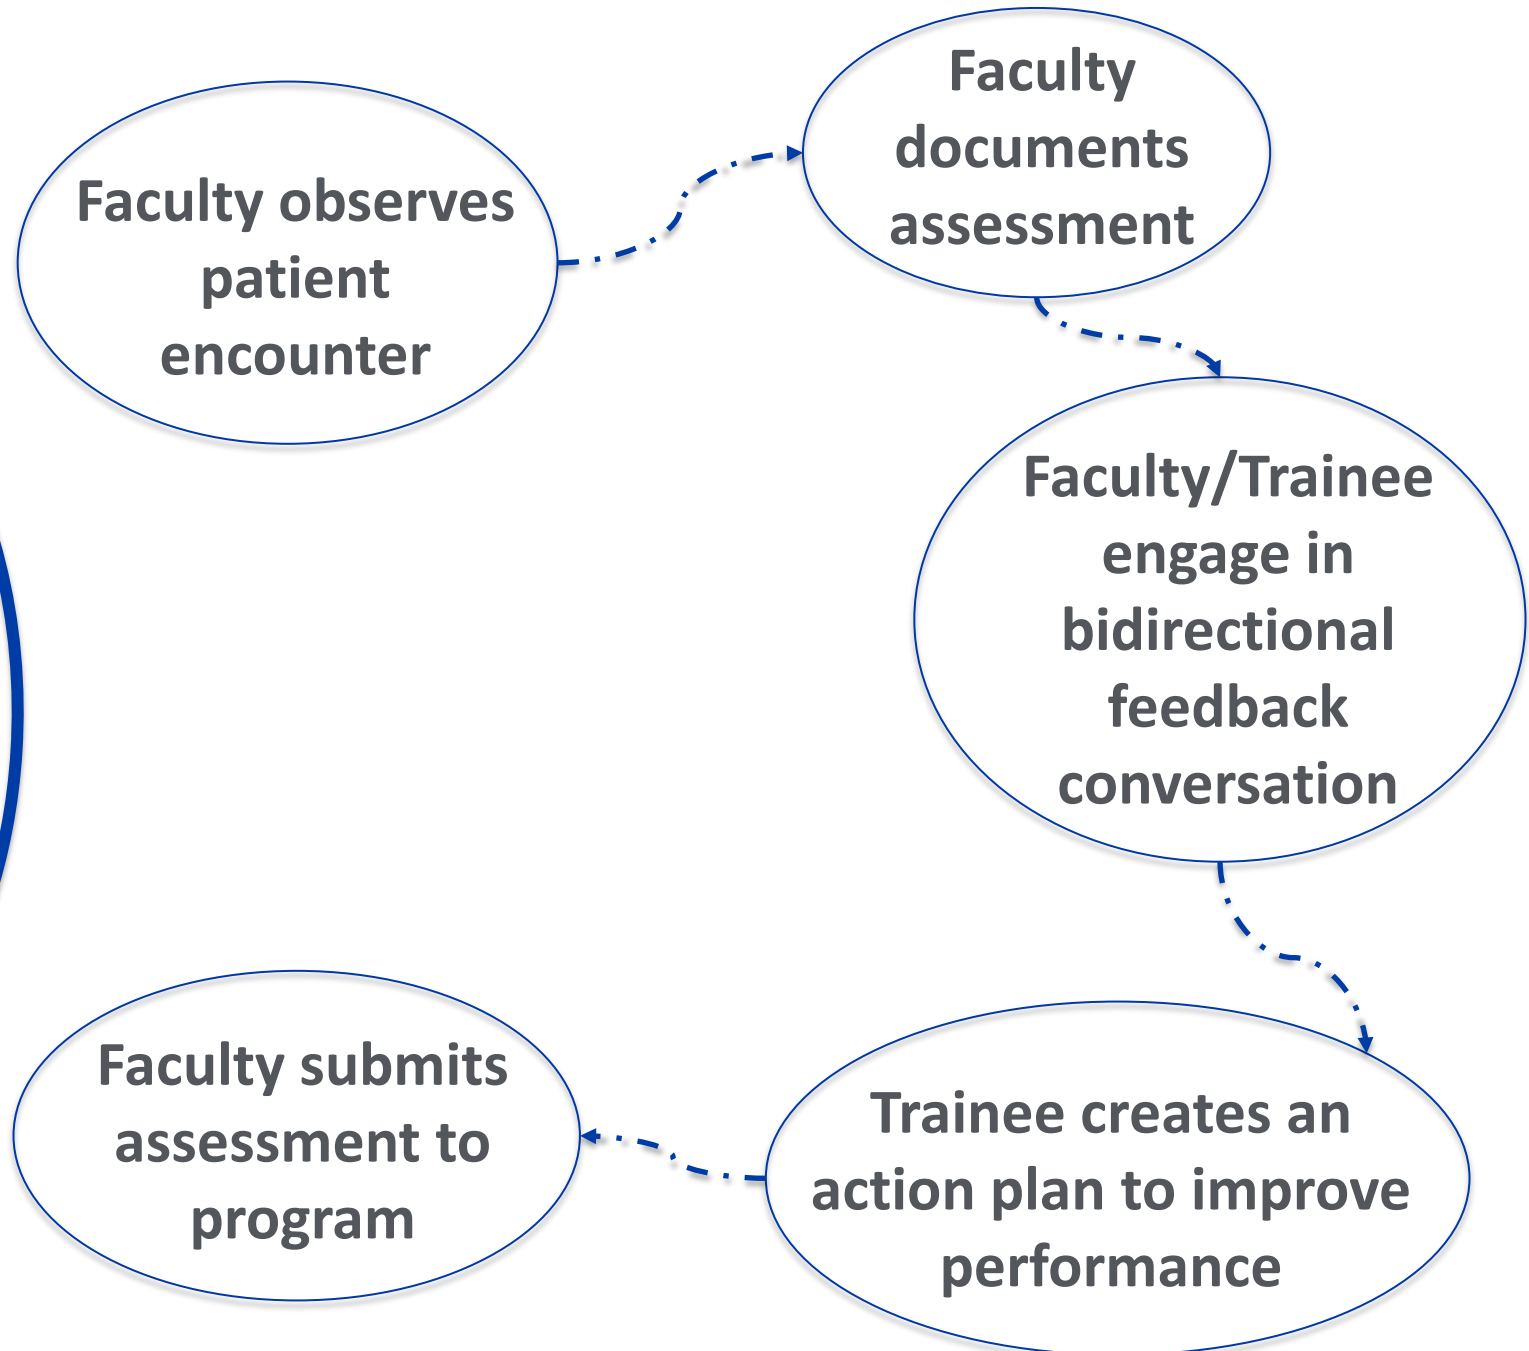 Faculty observes
patient
encounter
Faculty
documents
assessment
Faculty/Trainee
engage in
bidirectional
feedback
conversation
Trainee creates an
action plan to improve
performance
Faculty submits
assessment to
program